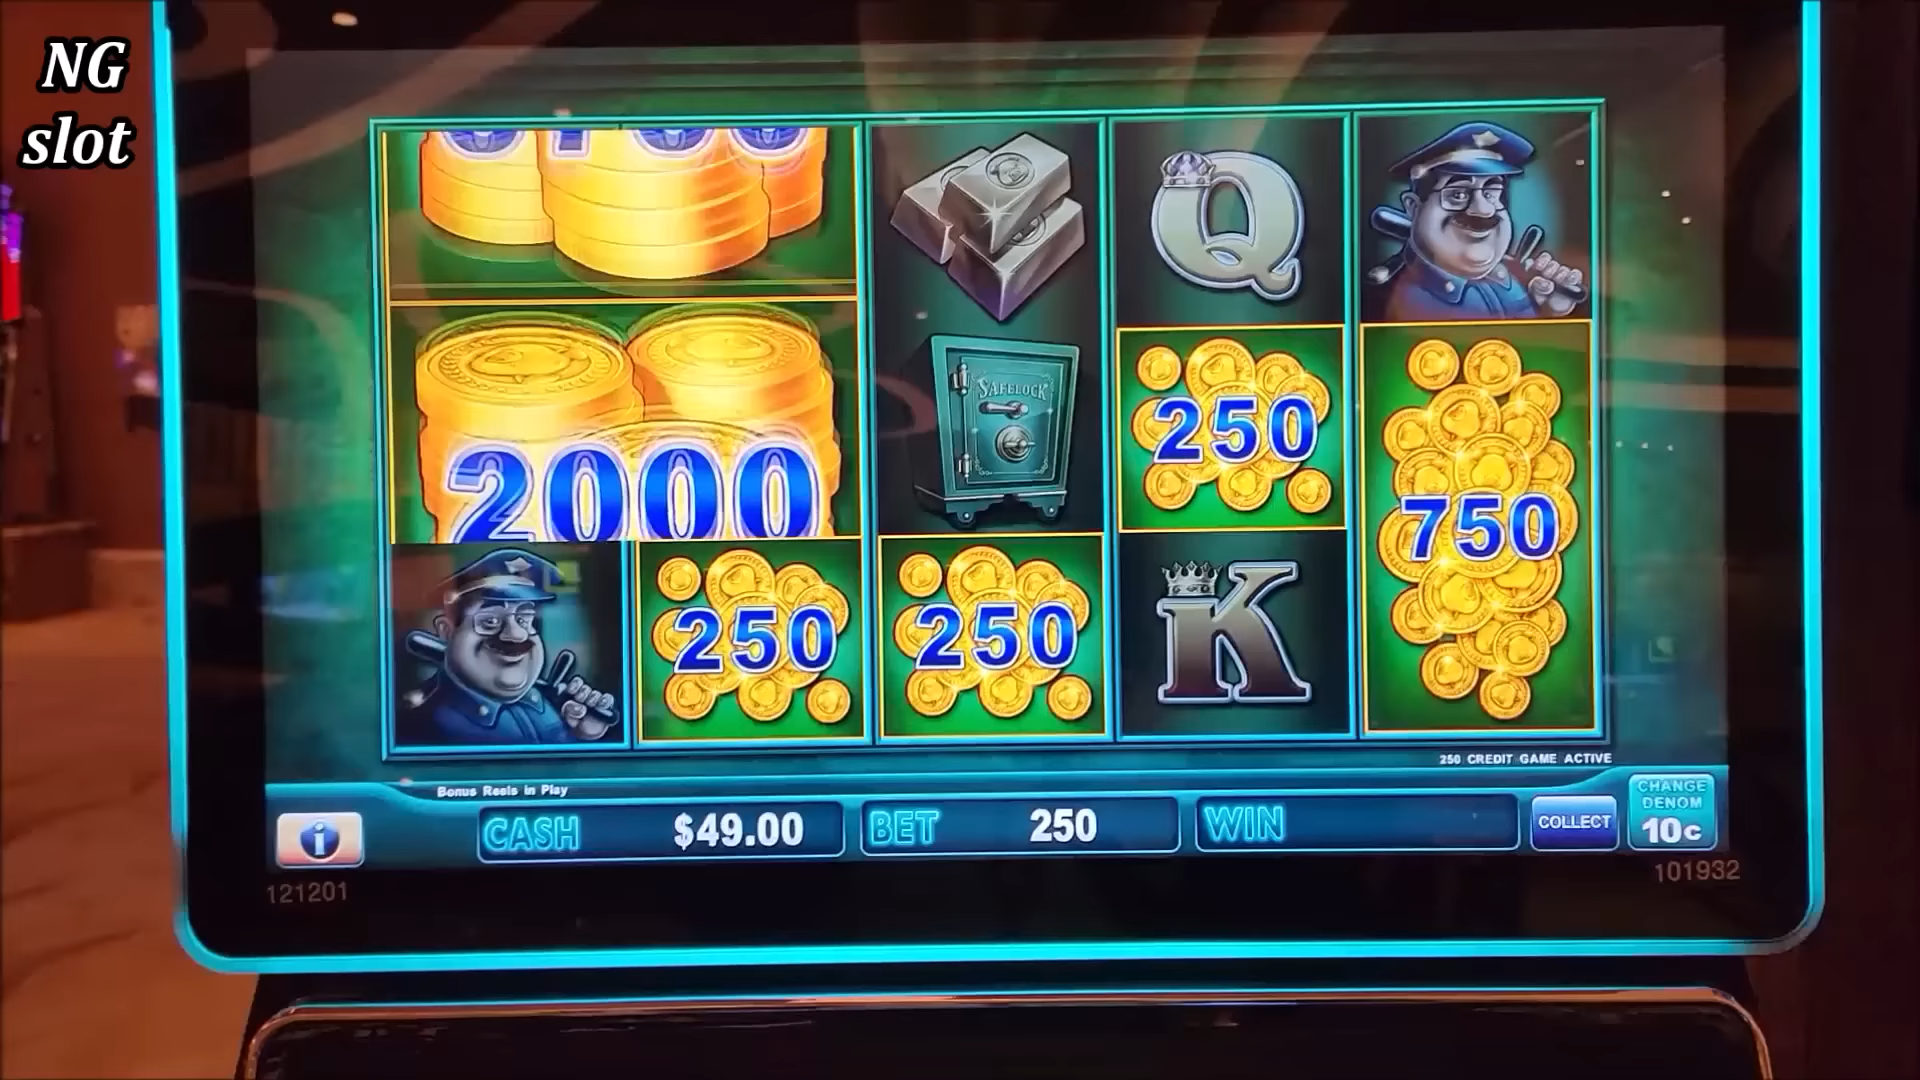 NG
slot
Q
SAFELOCK
250
2000
750
250
250
K
250 CREDIT GAME ACTIVE
Bonus Reels in Play
CASH $49.00
BET 250
WIN
COLLECT
CHANGE
DENOM
10¢
121201
101932